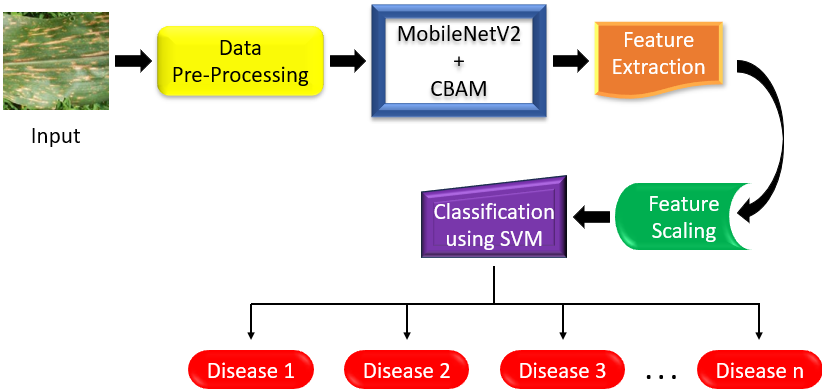 Input
Data
Pre-Processing
MobileNetV2
+
CBAM
Feature
Extraction
Feature
Scaling
Classification
using SVM
Disease 1
Disease 2
Disease 3
. . .
Disease n